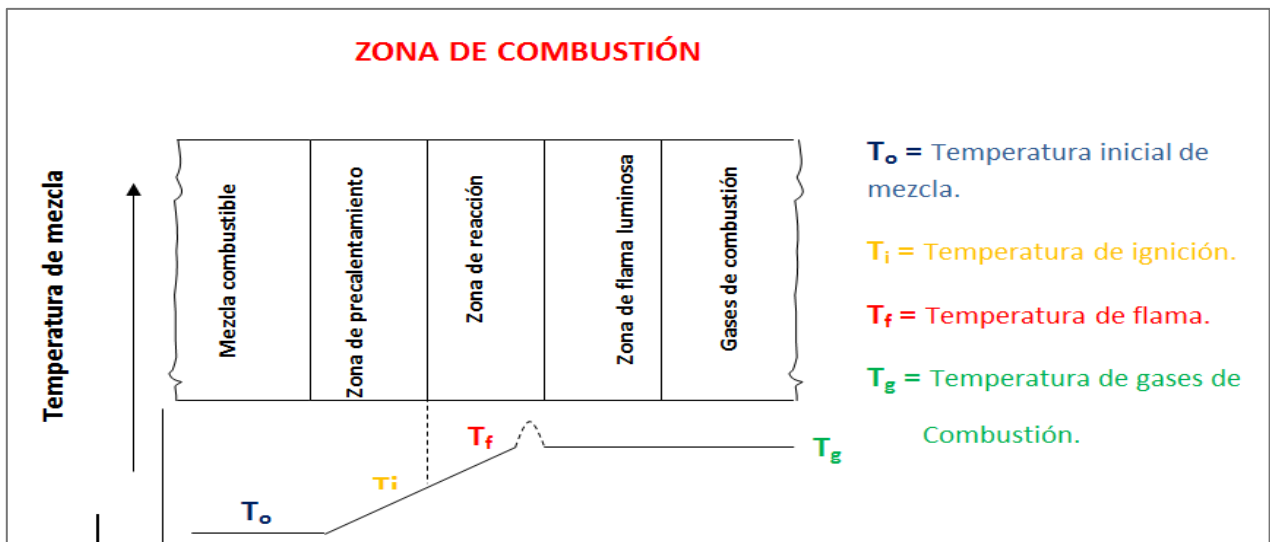 ZONA DE COMBUSTIÓN
Temperatura de mezcla
Mezcla combustible
Zona de precalentamiento
Zona de reacción
Zona de flama luminosa
Gases de combustión
T₀ = Temperatura inicial de
mezcla.
Tᵢ = Temperatura de ignición.
T_f = Temperatura de flama.
T_g = Temperatura de gases de
Combustión.
T_f
T_g
Tᵢ
T₀